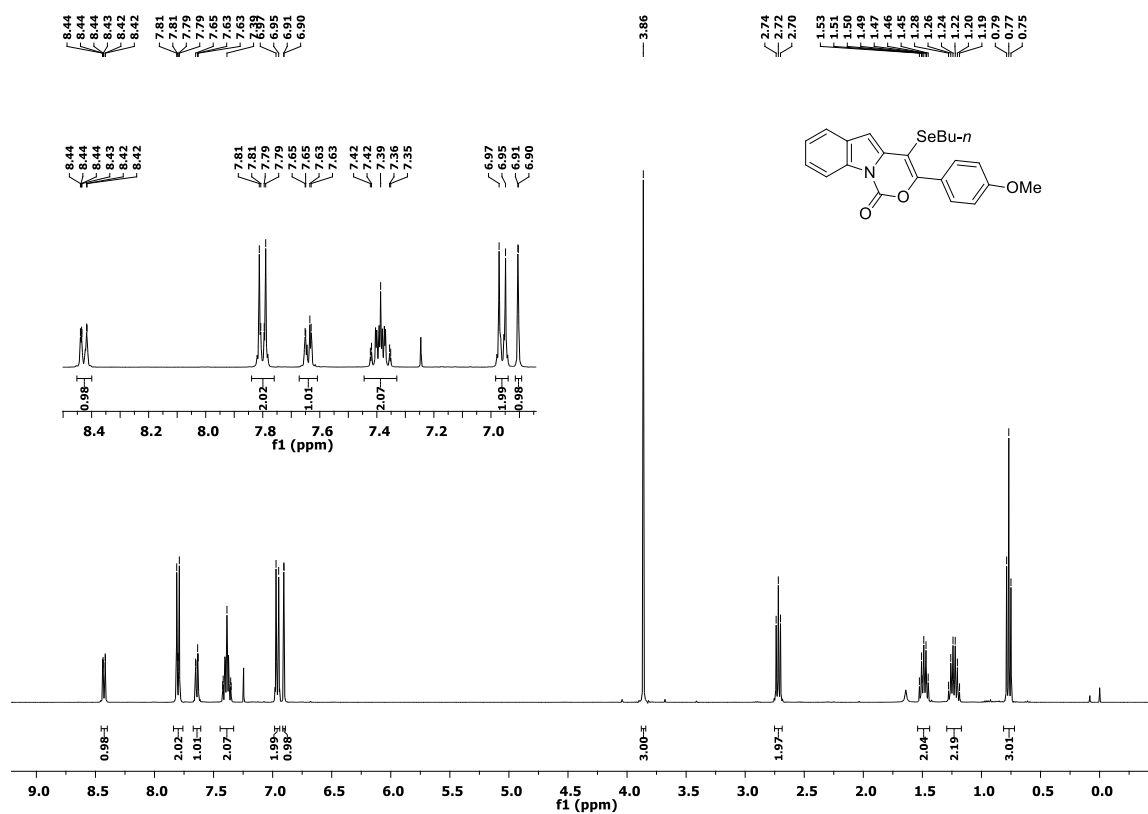 8.44 8.44 8.44 8.43 8.42 8.42 7.81 7.81 7.79 7.79 7.65 7.63 7.63 7.39 6.97 6.95 6.91 6.90 3.86 2.74 2.72 2.70 1.53 1.51 1.50 1.49 1.47 1.46 1.45 1.28 1.26 1.24 1.22 1.20 1.19 0.79 0.77 0.75
8.44 8.44 8.44 8.43 8.42 8.42 7.81 7.81 7.79 7.79 7.65 7.65 7.63 7.63 7.42 7.42 7.39 7.36 7.35 6.97 6.95 6.91 6.90
SeBu-n
N
O
O
OMe
0.98 2.02 1.01 2.07 1.99 0.98
8.4 8.2 8.0 7.8 7.6 7.4 7.2 7.0
f1 (ppm)
0.98 2.02 1.01 2.07 1.99 0.98 3.00 1.97 2.04 2.19 3.01
9.0 8.5 8.0 7.5 7.0 6.5 6.0 5.5 5.0 4.5 4.0 3.5 3.0 2.5 2.0 1.5 1.0 0.5 0.0
f1 (ppm)